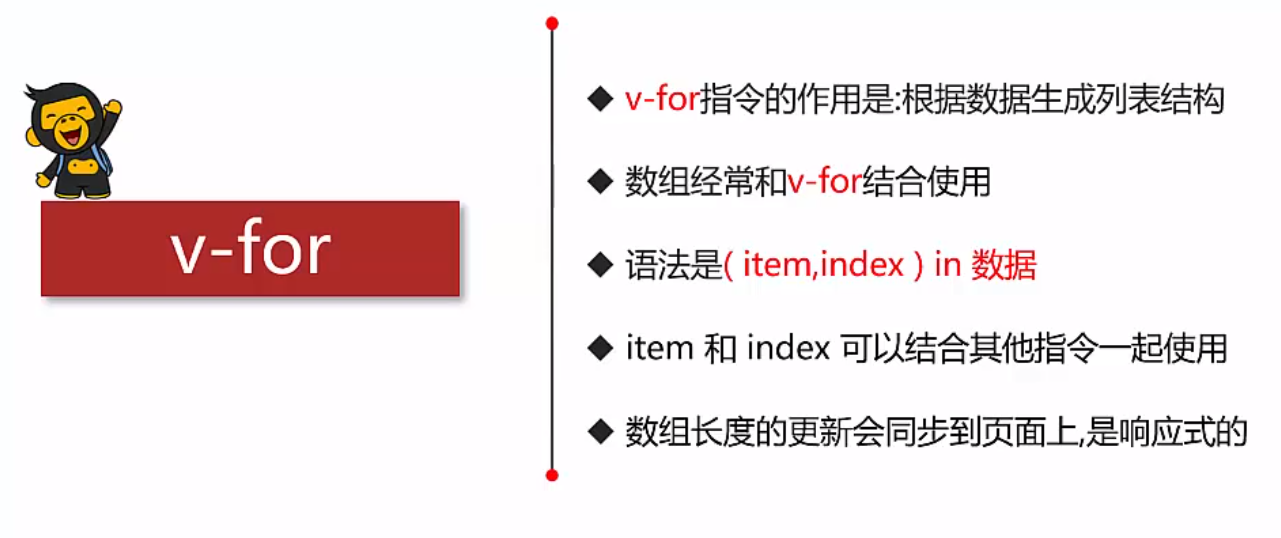 v-for
v-for指令的作用是:根据数据生成列表结构
数组经常和v-for结合使用
语法是( item,index ) in 数据
item 和 index 可以结合其他指令一起使用
数组长度的更新会同步到页面上,是响应式的